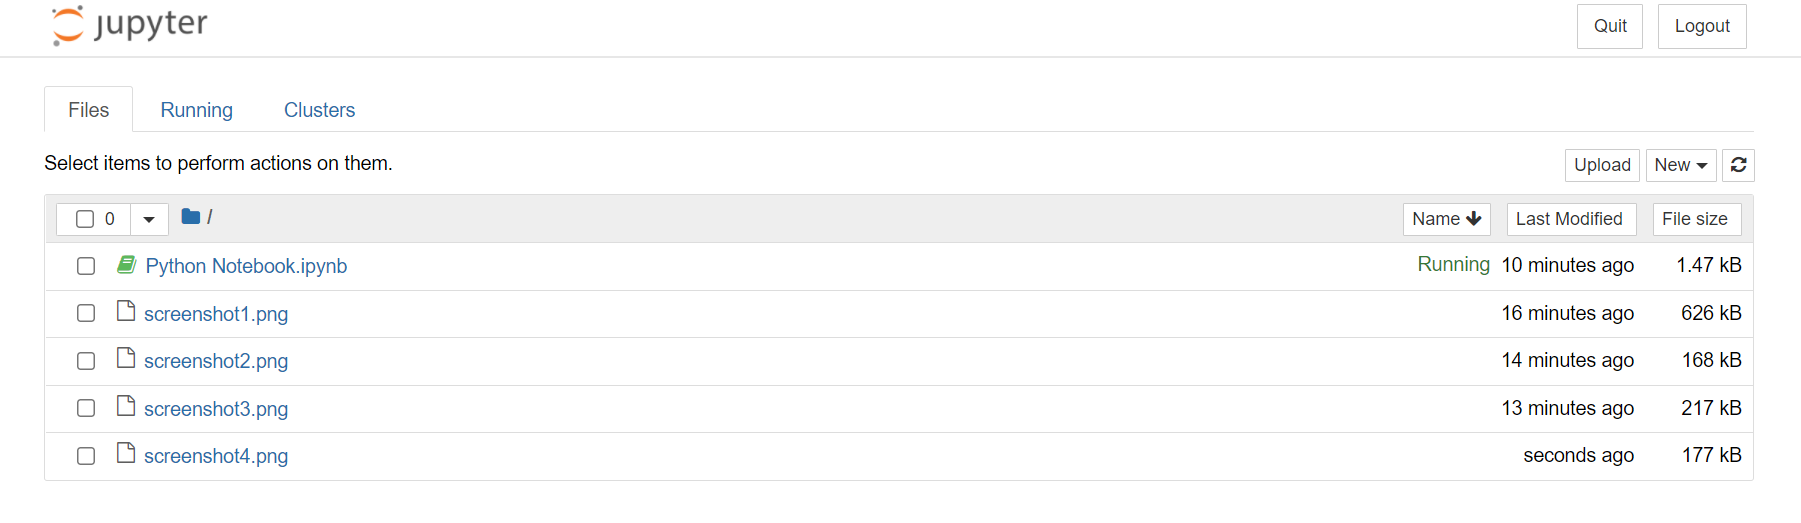 jupyter
Quit Logout
Files Running Clusters
Select items to perform actions on them.
Upload New
0 / Name Last Modified File size
Python Notebook.ipynb Running 10 minutes ago 1.47 kB
screenshot1.png 16 minutes ago 626 kB
screenshot2.png 14 minutes ago 168 kB
screenshot3.png 13 minutes ago 217 kB
screenshot4.png seconds ago 177 kB